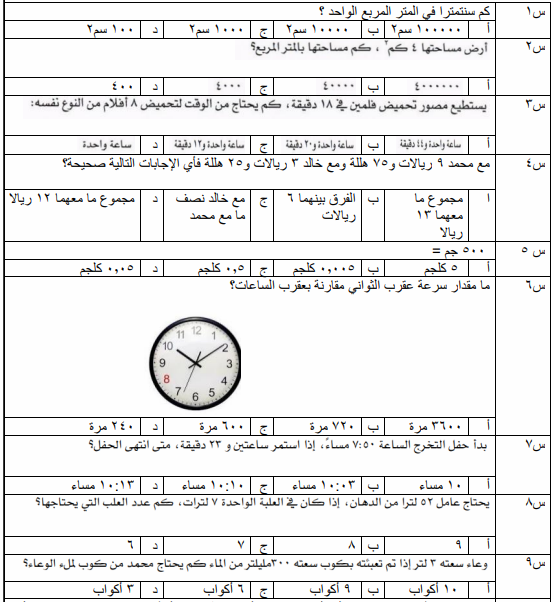 س١ كم سنتمترا في المتر المربع الواحد ؟
أ ١٠٠٠٠٠ سم٢ ب ١٠٠٠٠ سم٢ ج ١٠٠٠ سم٢ د ١٠٠ سم٢
س٢ أرض مساحتها ٤ كم٢ ، كم مساحتها بالمتر المربع؟
أ ٤٠٠٠٠٠٠ ب ٤٠٠٠٠ ج ٤٠٠٠ د ٤٠٠
س٣ يستطيع مصور تحميض فلمين في ١٨ دقيقة، كم يحتاج من الوقت لتحميض ٨ أفلام من النوع نفسه:
أ ساعة واحدة و٤٤ دقيقة ب ساعة واحدة و٢٠ دقيقة ج ساعة واحدة و١٢ دقيقة د ساعة واحدة
س٤ مع محمد ٩ ريالات و٧٥ هللة ومع خالد ٣ ريالات و٢٥ هللة فأي الإجابات التالية صحيحة؟
ا مجموع ما ب الفرق بينهما ٦ ج مع خالد نصف د مجموع ما معهما ١٢ ريالا
معهما ١٣ ريالات ما مع محمد
ريالا
س ٥ ٥٠٠ جم =
أ ٥ كلجم ب ٠,٠٠٥ كلجم ج ٠,٥ كلجم د ٠,٠٥ كلجم
س٦ ما مقدار سرعة عقرب الثواني مقارنة بعقرب الساعات؟
12
11 1
10 2
9 3
8 4
7 5
6
أ ٣٦٠٠ مرة ب ٧٢٠ مرة ج ٦٠٠ مرة د ٢٤٠ مرة
س٧ بدأ حفل التخرج الساعة ٧:٥٠ مساءً، إذا استمر ساعتين و ٢٣ دقيقة، متى انتهى الحفل؟
أ ١٠ مساء ب ١٠:٠٣ مساء ج ١٠:١٠ مساء د ١٠:١٣ مساء
س٨ يحتاج عامل ٥٢ لترا من الدهان، إذا كان في العلبة الواحدة ٧ لترات، كم عدد العلب التي يحتاجها؟
أ ٩ ب ٨ ج ٧ د ٦
س٩ وعاء سعته ٣ لتر إذا تم تعبئته بكوب سعته ٣٠٠مليلتر من الماء كم يحتاج محمد من كوب لملء الوعاء؟
أ ١٠ أكواب ب ٩ أكواب ج ٦ أكواب د ٣ أكواب